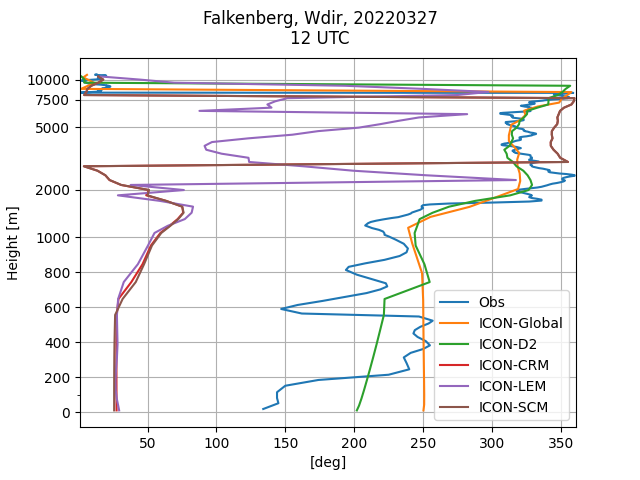 Falkenberg, Wdir, 20220327
12 UTC
Height [m]
10000
7500
5000
2000
1000
800
600
400
200
0
50
100
150
200
250
300
350
[deg]
Obs
ICON-Global
ICON-D2
ICON-CRM
ICON-LEM
ICON-SCM